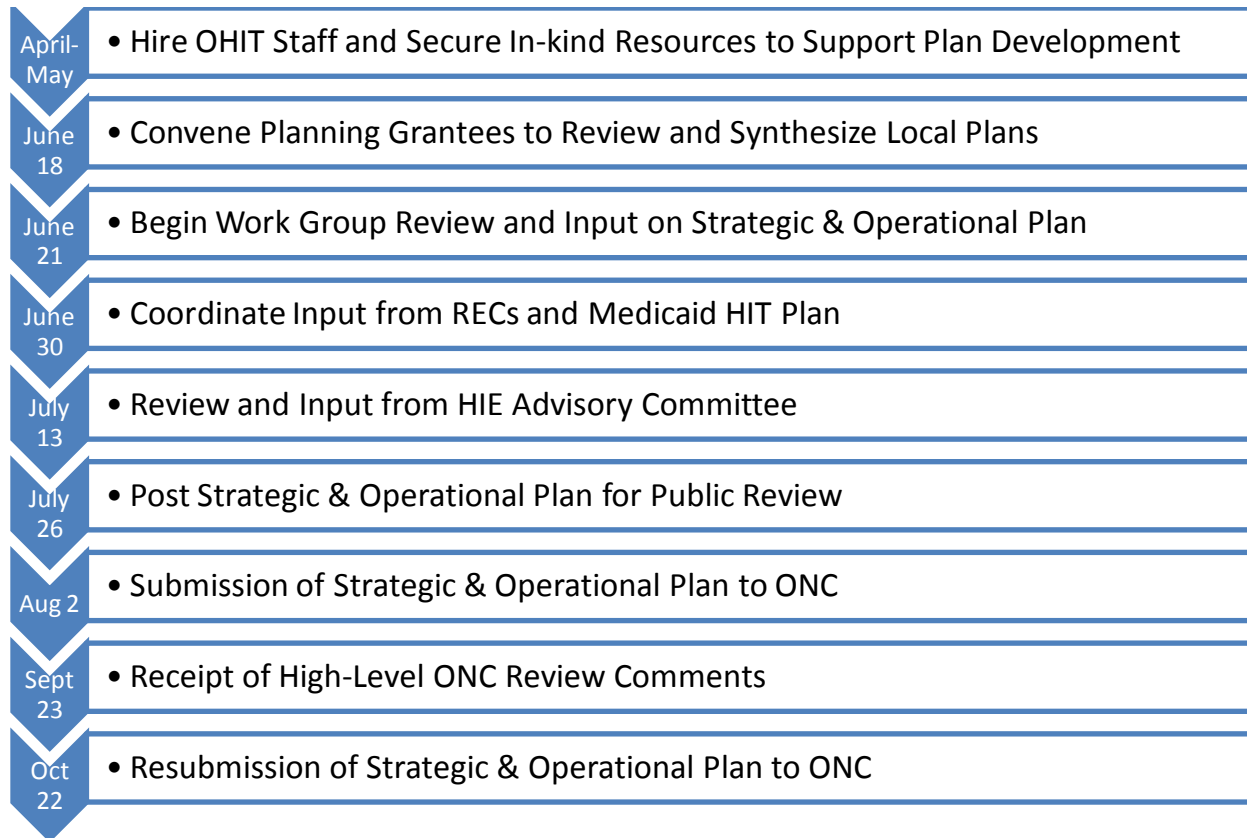 April-
May
• Hire OHIT Staff and Secure In-kind Resources to Support Plan Development
June
18
• Convene Planning Grantees to Review and Synthesize Local Plans
June
21
• Begin Work Group Review and Input on Strategic & Operational Plan
June
30
• Coordinate Input from RECs and Medicaid HIT Plan
July
13
• Review and Input from HIE Advisory Committee
July
26
• Post Strategic & Operational Plan for Public Review
Aug 2
• Submission of Strategic & Operational Plan to ONC
Sept
23
• Receipt of High-Level ONC Review Comments
Oct
22
• Resubmission of Strategic & Operational Plan to ONC